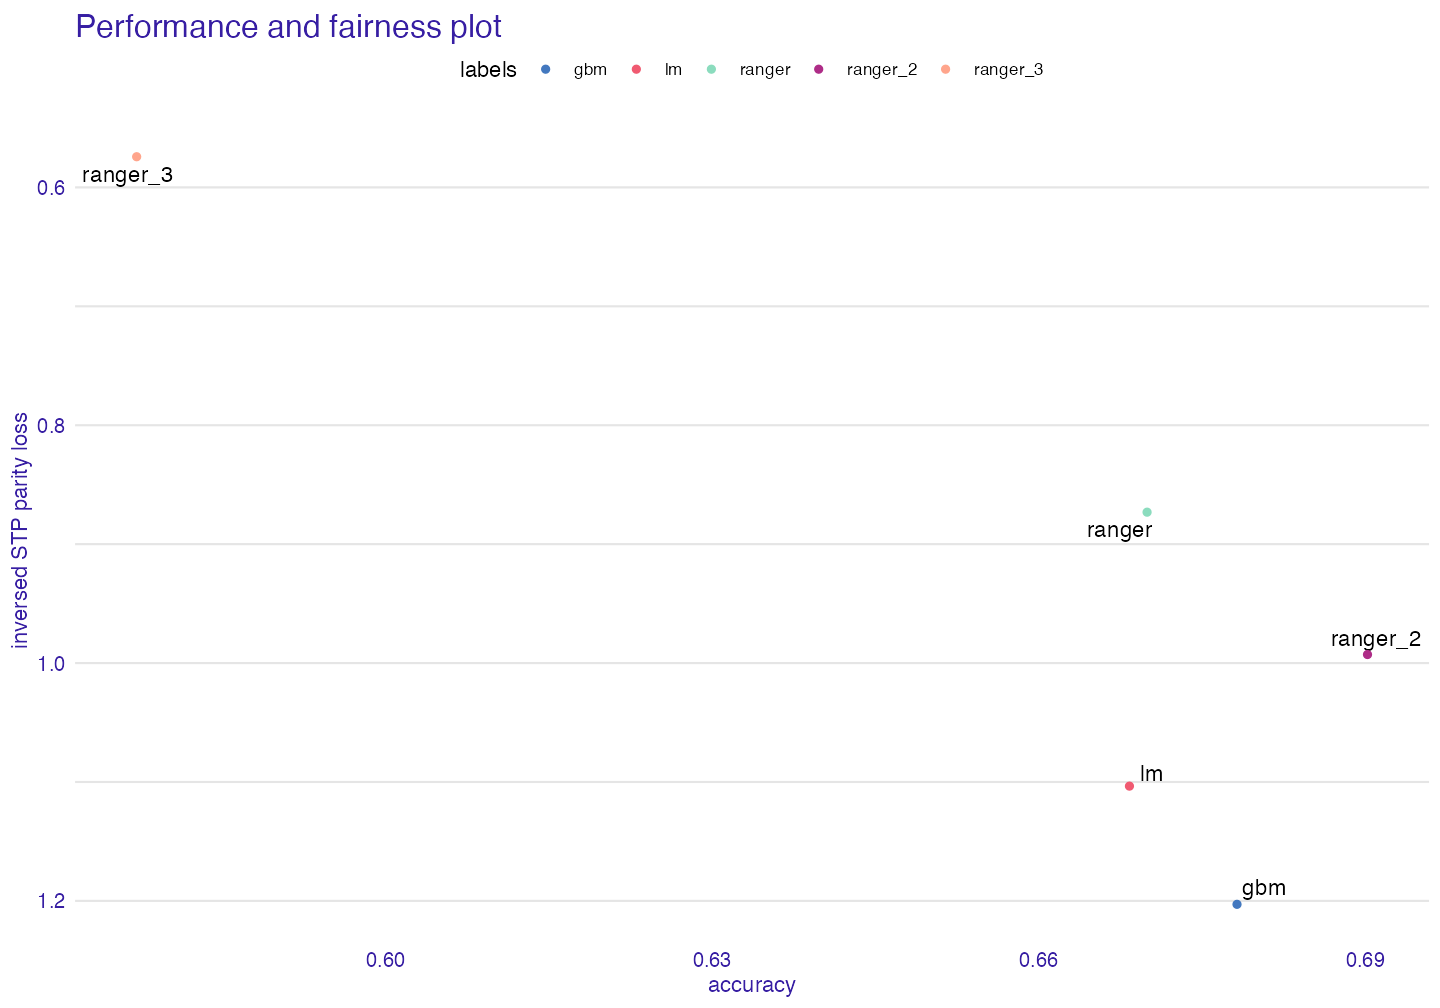 Performance and fairness plot
labels gbm lm ranger ranger_2 ranger_3
ranger_3
0.6
0.8
ranger
ranger_2
1.0
lm
gbm
1.2
inversed STP parity loss
0.60 0.63 0.66 0.69
accuracy